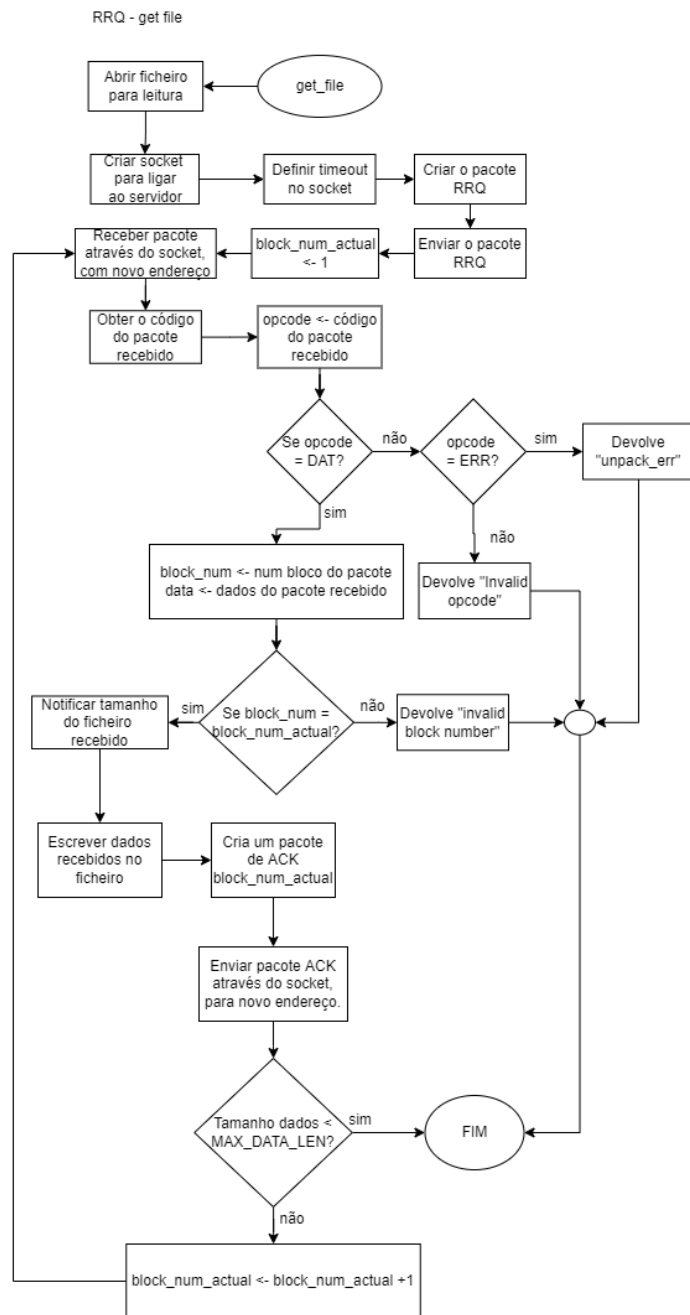 RRQ - get file
get_file
Abrir ficheiro
para leitura
Criar socket
para ligar
ao servidor
Definir timeout
no socket
Criar o pacote
RRQ
Enviar o pacote
RRQ
block_num_actual
<- 1
Receber pacote
através do socket,
com novo endereço
Obter o código
do pacote
recebido
opcode <- código
do pacote
recebido
Se opcode
= DAT?
não
opcode
= ERR?
sim
Devolve
"unpack_err"
sim
não
Devolve "Invalid
opcode"
block_num <- num bloco do pacote
data <- dados do pacote recebido
Se block_num =
block_num_actual?
não
Devolve "invalid
block number"
sim
Notificar tamanho
do ficheiro
recebido
Escrever dados
recebidos no
ficheiro
Cria um pacote
de ACK
block_num_actual
Enviar pacote ACK
através do socket,
para novo endereço.
Tamanho dados <
MAX_DATA_LEN?
sim
FIM
não
block_num_actual <- block_num_actual +1